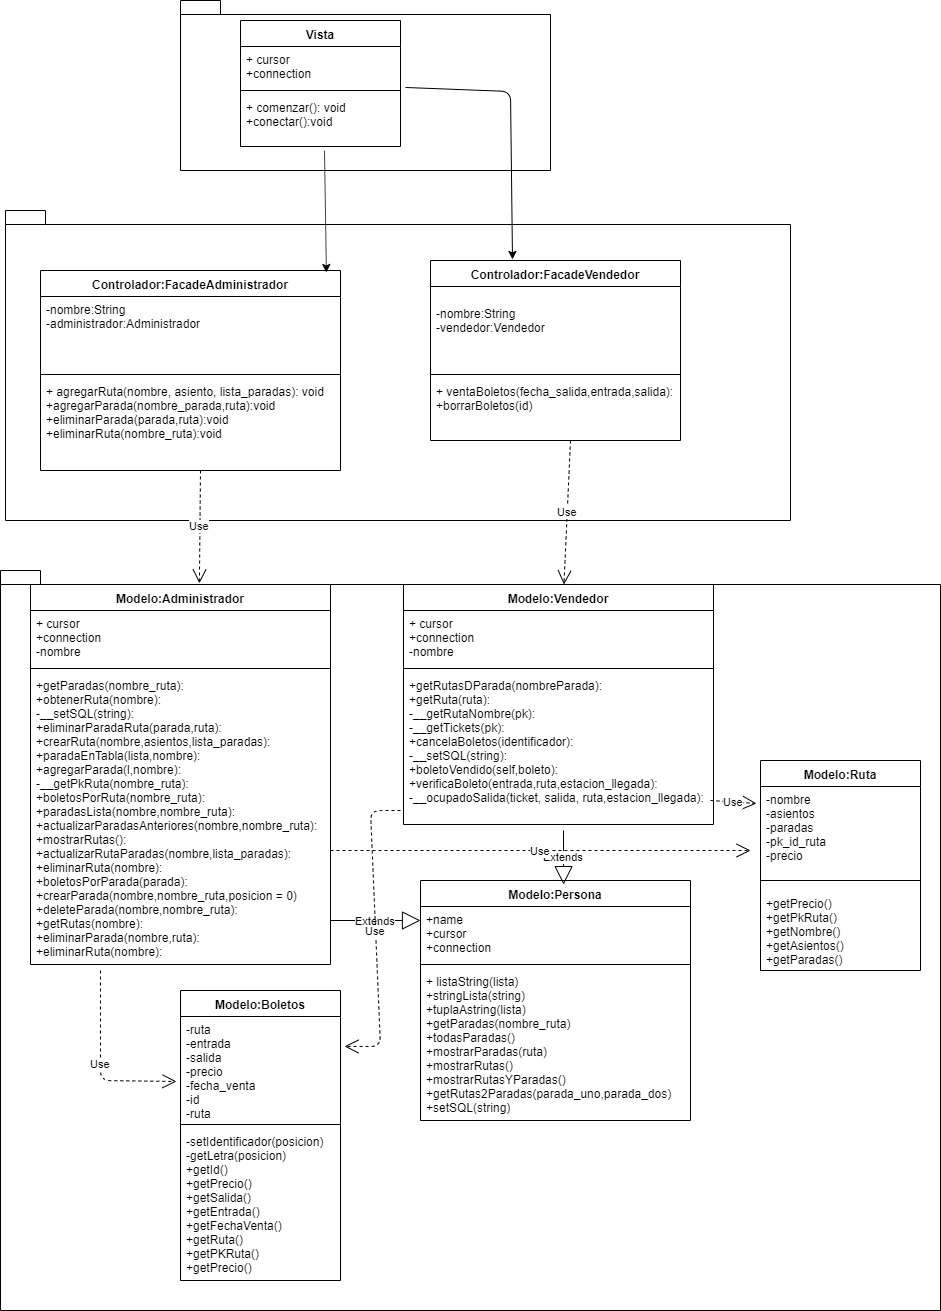 Vista
+ cursor
+connection
+ comenzar(): void
+conectar():void
Controlador:FacadeAdministrador
-nombre:String
-administrador:Administrador
+ agregarRuta(nombre, asiento, lista_paradas): void
+agregarParada(nombre_parada,ruta):void
+eliminarParada(parada,ruta):void
+eliminarRuta(nombre_ruta):void
Controlador:FacadeVendedor
-nombre:String
-vendedor:Vendedor
+ ventaBoletos(fecha_salida,entrada,salida):
+borrarBoletos(id)
Use
Use
Modelo:Administrador
+ cursor
+connection
-nombre
+getParadas(nombre_ruta):
+obtenerRuta(nombre):
-__setSQL(string):
+eliminarParadaRuta(parada,ruta):
+crearRuta(nombre,asientos,lista_paradas):
+paradaEnTabla(lista,nombre):
+agregarParada(l,nombre):
-__getPkRuta(nombre_ruta):
+boletosPorRuta(nombre_ruta):
+paradasLista(nombre,nombre_ruta):
+actualizarParadasAnteriores(nombre,nombre_ruta):
+mostrarRutas():
+actualizarRutaParadas(nombre,lista_paradas):
+eliminarRuta(nombre):
+boletosPorParada(parada):
+crearParada(nombre,nombre_ruta,posicion = 0)
+deleteParada(nombre,nombre_ruta):
+getRutas(nombre):
+eliminarParada(nombre,ruta):
+eliminarRuta(nombre):
Modelo:Vendedor
+ cursor
+connection
-nombre
+getRutasDParada(nombreParada):
+getRuta(ruta):
-__getRutaNombre(pk):
-__getTickets(pk):
+cancelaBoletos(identificador):
-__setSQL(string):
+boletoVendido(self,boleto):
+verificaBoleto(entrada,ruta,estacion_llegada):
-__ocupadoSalida(ticket, salida, ruta,estacion_llegada):
Use
Modelo:Ruta
-nombre
-asientos
-paradas
-pk_id_ruta
-precio
+getPrecio()
+getPkRuta()
+getNombre()
+getAsientos()
+getParadas()
Use
Extends
Extends
Use
Modelo:Persona
+name
+cursor
+connection
+ listaString(lista)
+stringLista(string)
+tuplaAstring(lista)
+getParadas(nombre_ruta)
+todasParadas()
+mostrarParadas(ruta)
+mostrarRutas()
+mostrarRutasYParadas()
+getRutas2Paradas(parada_uno,parada_dos)
+setSQL(string)
Use
Modelo:Boletos
-ruta
-entrada
-salida
-precio
-fecha_venta
-id
-ruta
-setIdentificador(posicion)
-getLetra(posicion)
+getId()
+getPrecio()
+getSalida()
+getEntrada()
+getFechaVenta()
+getRuta()
+getPKRuta()
+getPrecio()